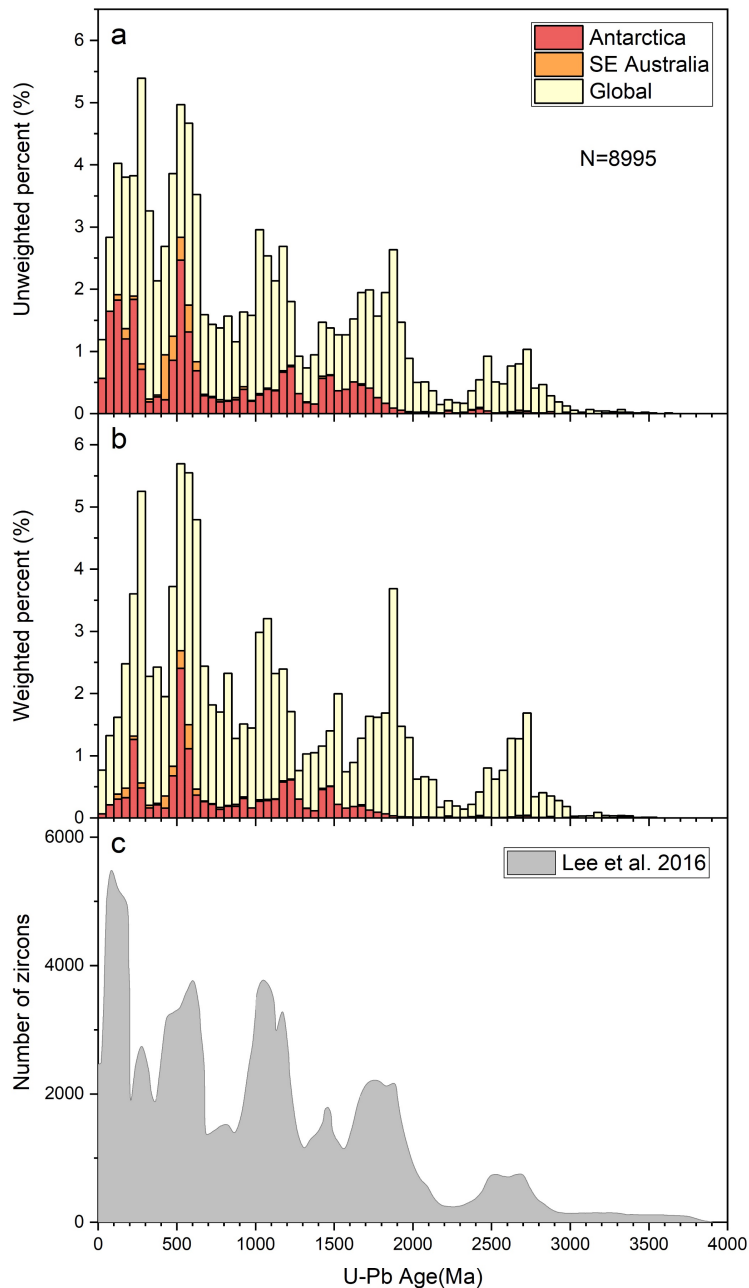 a
Antarctica
SE Australia
Global
N=8995
Unweighted percent (%)
6
5
4
3
2
1
0
b
Weighted percent (%)
6
5
4
3
2
1
0
c
Lee et al. 2016
Number of zircons
6000
4000
2000
0
0 500 1000 1500 2000 2500 3000 3500 4000
U-Pb Age(Ma)